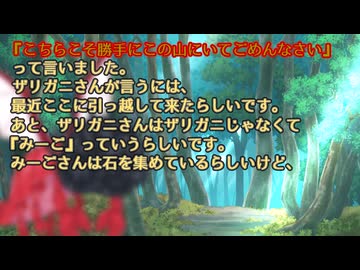 『こちらこそ勝手にこの山にいてごめんなさい』
って言いました。
ザリガニさんが言うには、
最近ここに引っ越して来たらしいです。
あと、ザリガニさんはザリガニじゃなくて
『みーご』っていうらしいです。
みーごさんは石を集めているらしいけど、